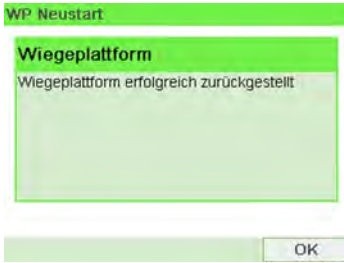 WP Neustart
Wiegeplattform
Wiegeplattform erfolgreich zurückgestellt
OK